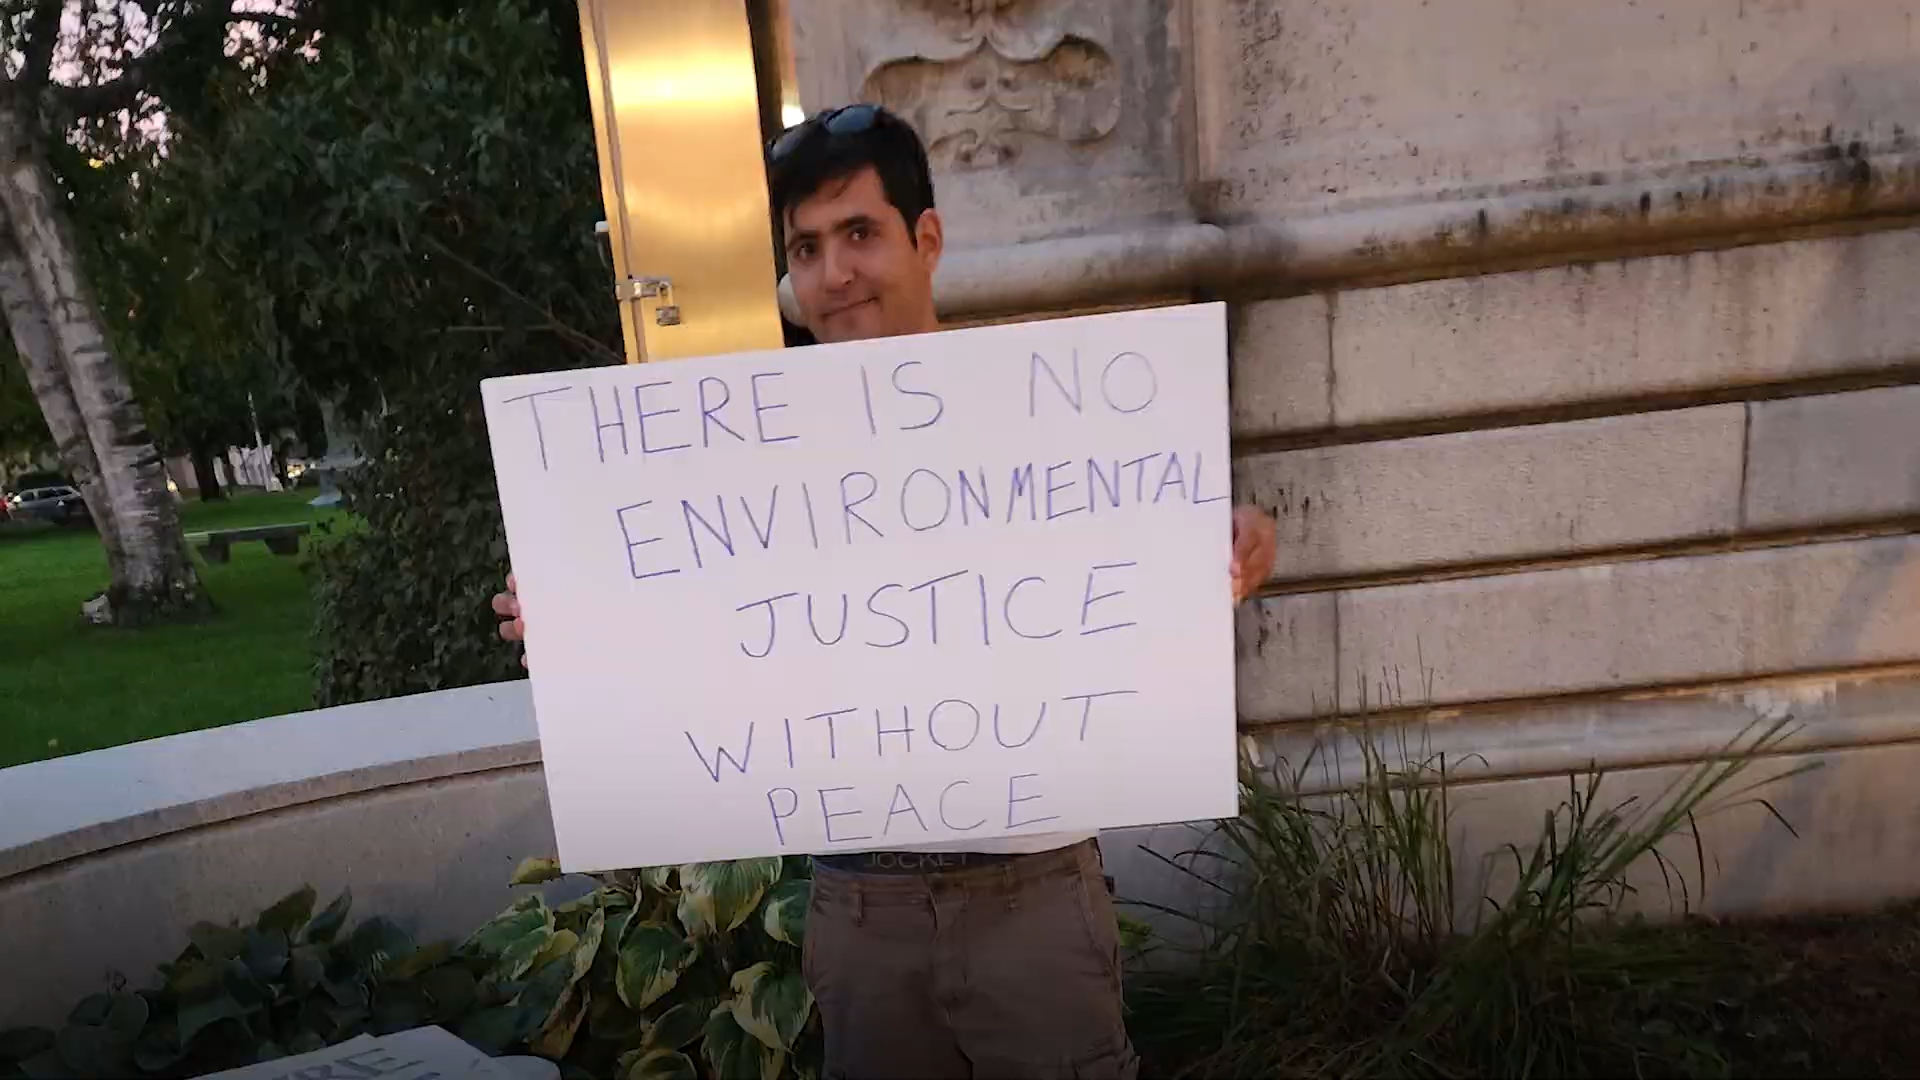 THERE IS NO
ENVIRONMENTAL
JUSTICE
WITHOUT
PEACE
JOCKEY